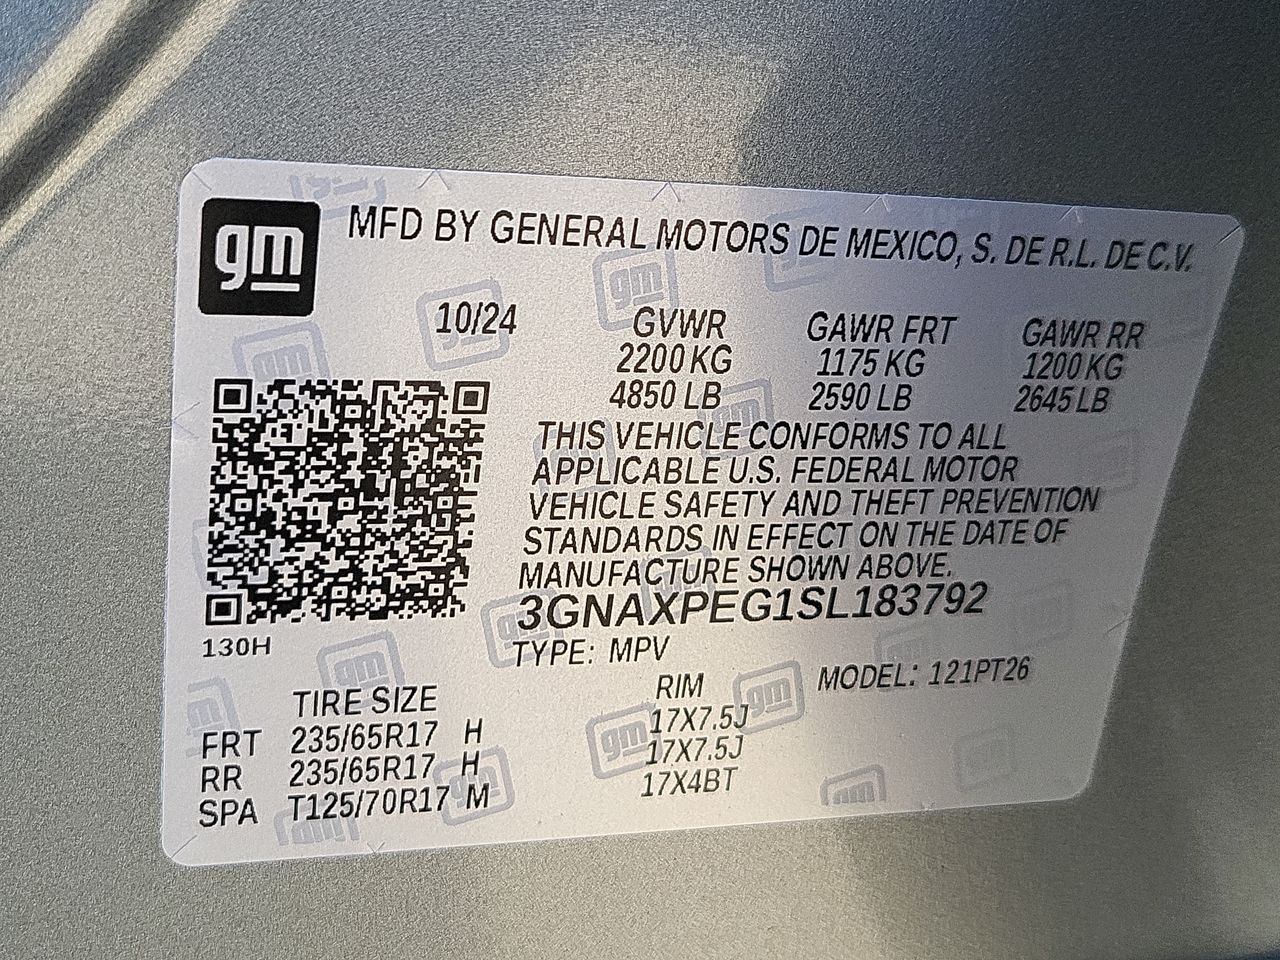 gm
MFD BY GENERAL MOTORS DE MEXICO, S. DE R.L. DE C.V.
10/24 GVWR GAWR FRT GAWR RR
2200 KG 1175 KG 1200 KG
4850 LB 2590 LB 2645 LB
THIS VEHICLE CONFORMS TO ALL
APPLICABLE U.S. FEDERAL MOTOR
VEHICLE SAFETY AND THEFT PREVENTION
STANDARDS IN EFFECT ON THE DATE OF
MANUFACTURE SHOWN ABOVE.
3GNAXPEG1SL183792
130H
TYPE: MPV MODEL: 121PT26
TIRE SIZE RIM
FRT 235/65R17 H 17X7.5J
RR 235/65R17 H 17X7.5J
SPA T125/70R17 M 17X4BT